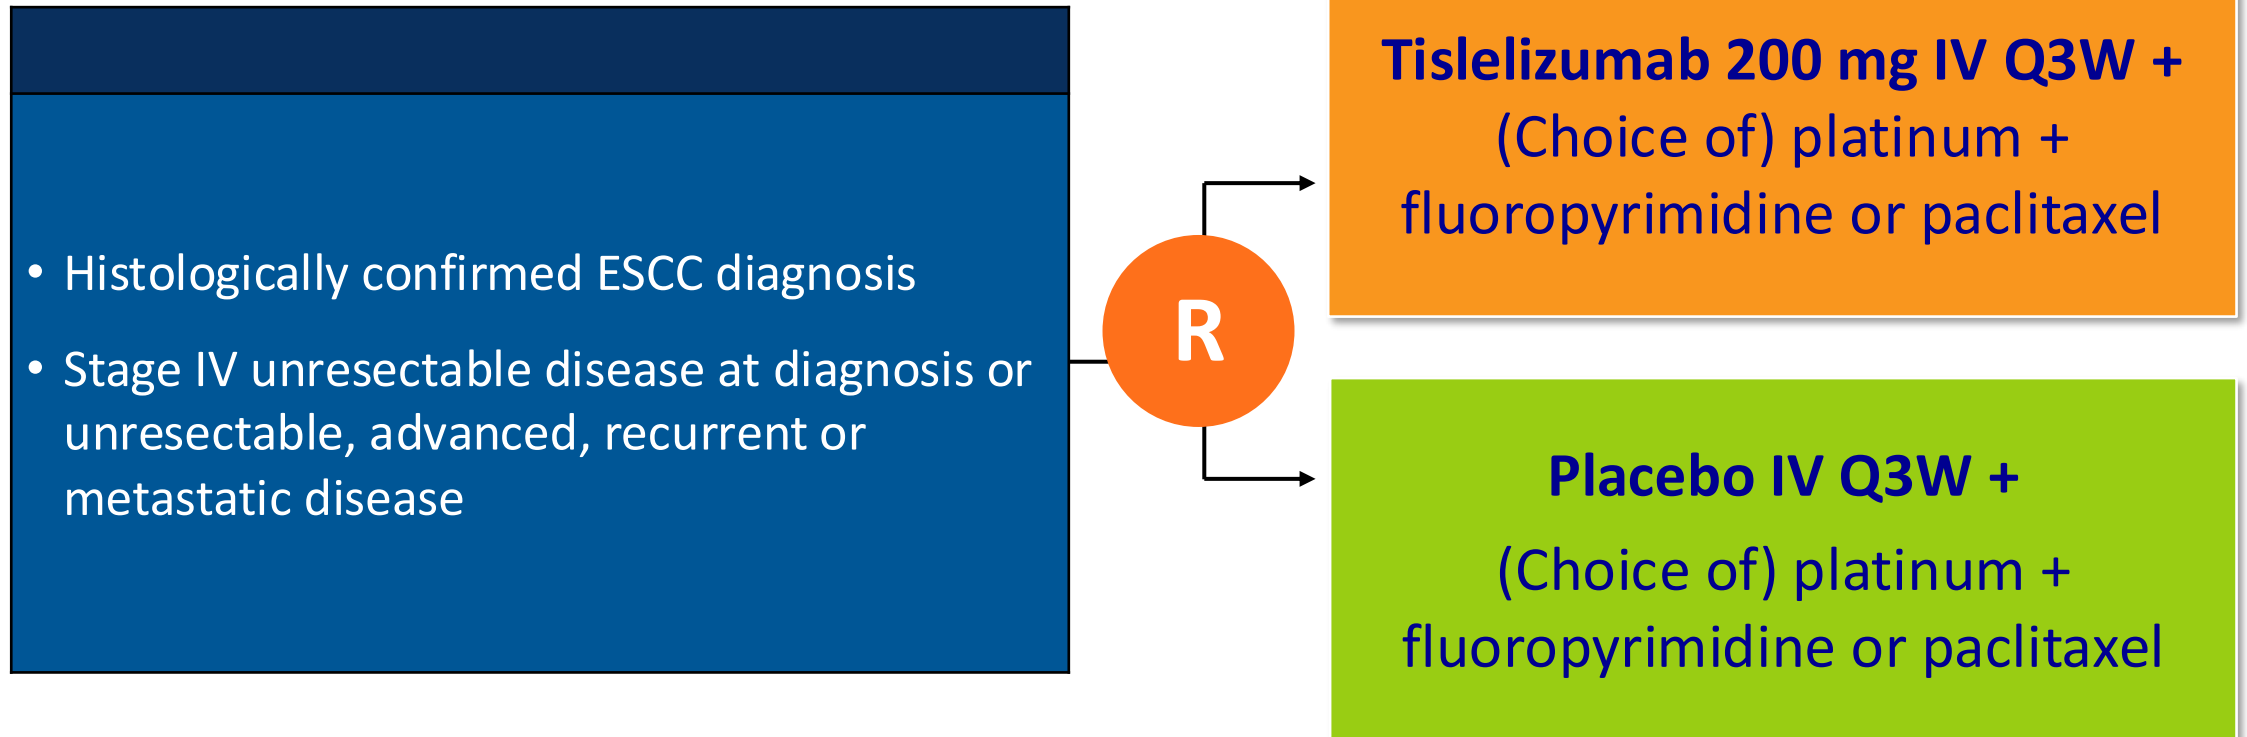 • Histologically confirmed ESCC diagnosis
• Stage IV unresectable disease at diagnosis or
unresectable, advanced, recurrent or
metastatic disease
R
Tislelizumab 200 mg IV Q3W +
(Choice of) platinum +
fluoropyrimidine or paclitaxel
Placebo IV Q3W +
(Choice of) platinum +
fluoropyrimidine or paclitaxel